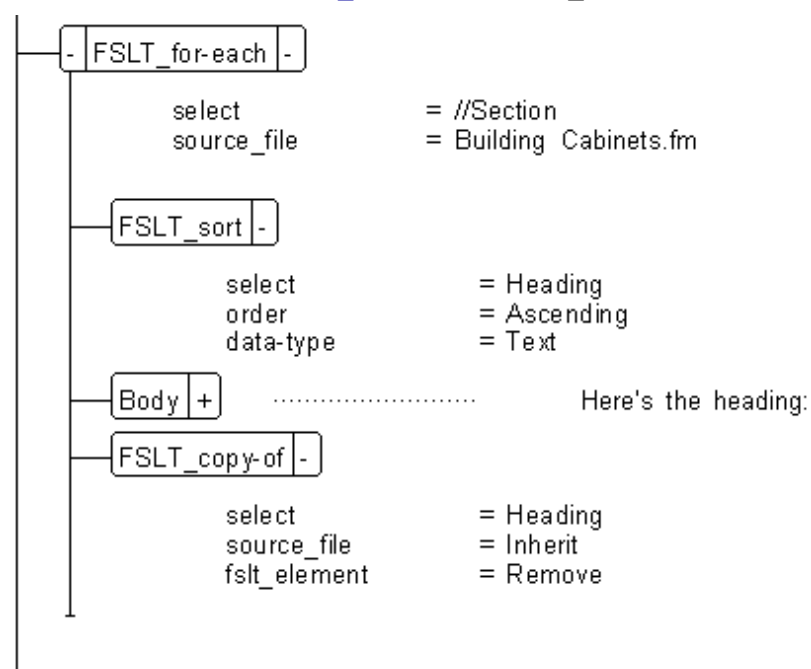 - FSLT_for-each -
select = //Section
source_file = Building Cabinets.fm
FSLT_sort -
select = Heading
order = Ascending
data-type = Text
Body + ......................... Here's the heading:
FSLT_copy-of -
select = Heading
source_file = Inherit
fslt_element = Remove